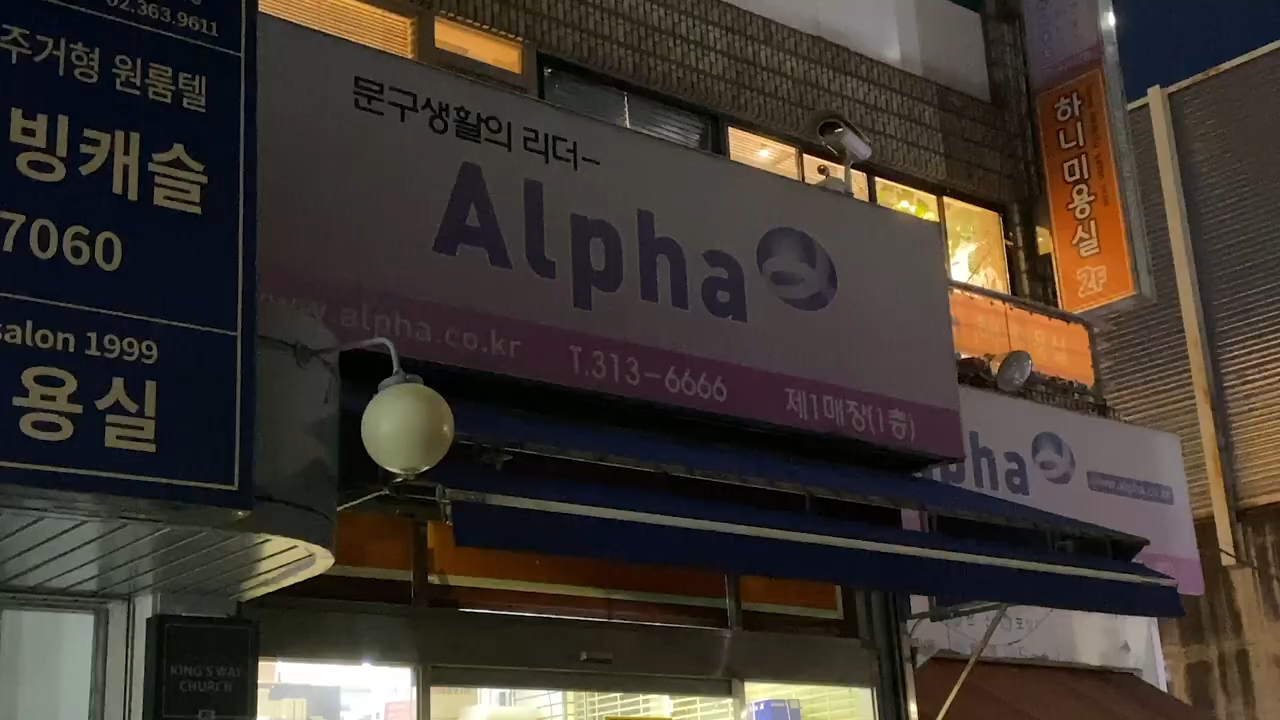 02.363.9611
주거형 원룸텔
빙캐슬
7060
salon 1999
용실
문구생활의 리더-
Alpha
www.alpha.co.kr
T.313-6666
제1매장(1층)
하니미용실
2F
pha
www.alpha.co.kr
KING'S WAY
CHURCH